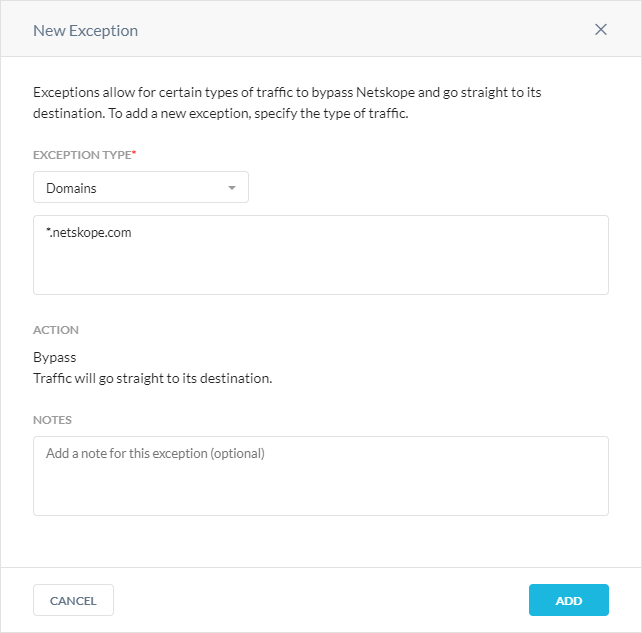 New Exception
Exceptions allow for certain types of traffic to bypass Netskope and go straight to its
destination. To add a new exception, specify the type of traffic.
EXCEPTION TYPE*
Domains
*.netskope.com
ACTION
Bypass
Traffic will go straight to its destination.
NOTES
Add a note for this exception (optional)
CANCEL
ADD